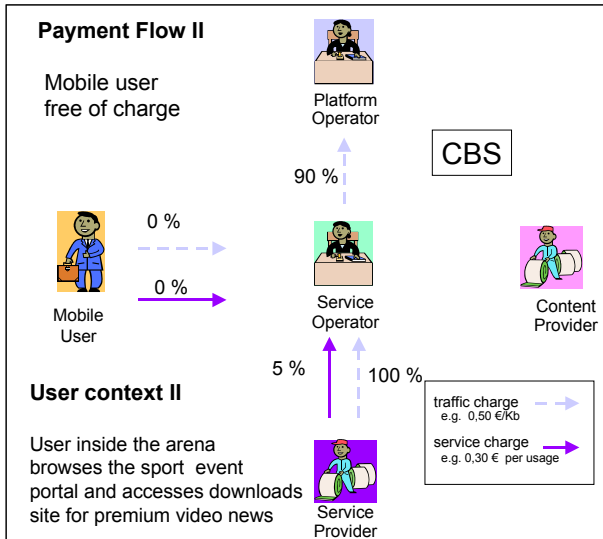 Payment Flow II
Mobile user
free of charge
Platform
Operator
CBS
90 %
0 %
0 %
Mobile
User
Service
Operator
Content
Provider
5 %
100 %
User context II
User inside the arena
browses the sport event
portal and accesses downloads
site for premium video news
Service
Provider
traffic charge
e.g. 0,50 €/Kb
service charge
e.g. 0,30 € per usage